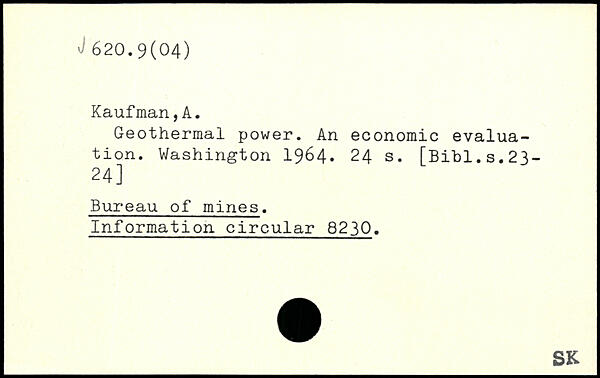 √ 620.9(04)
Kaufman,A.
Geothermal power. An economic evalua-
tion. Washington 1964. 24 s. [Bibl.s.23-
24]
Bureau of mines.
Information circular 8230.
SK